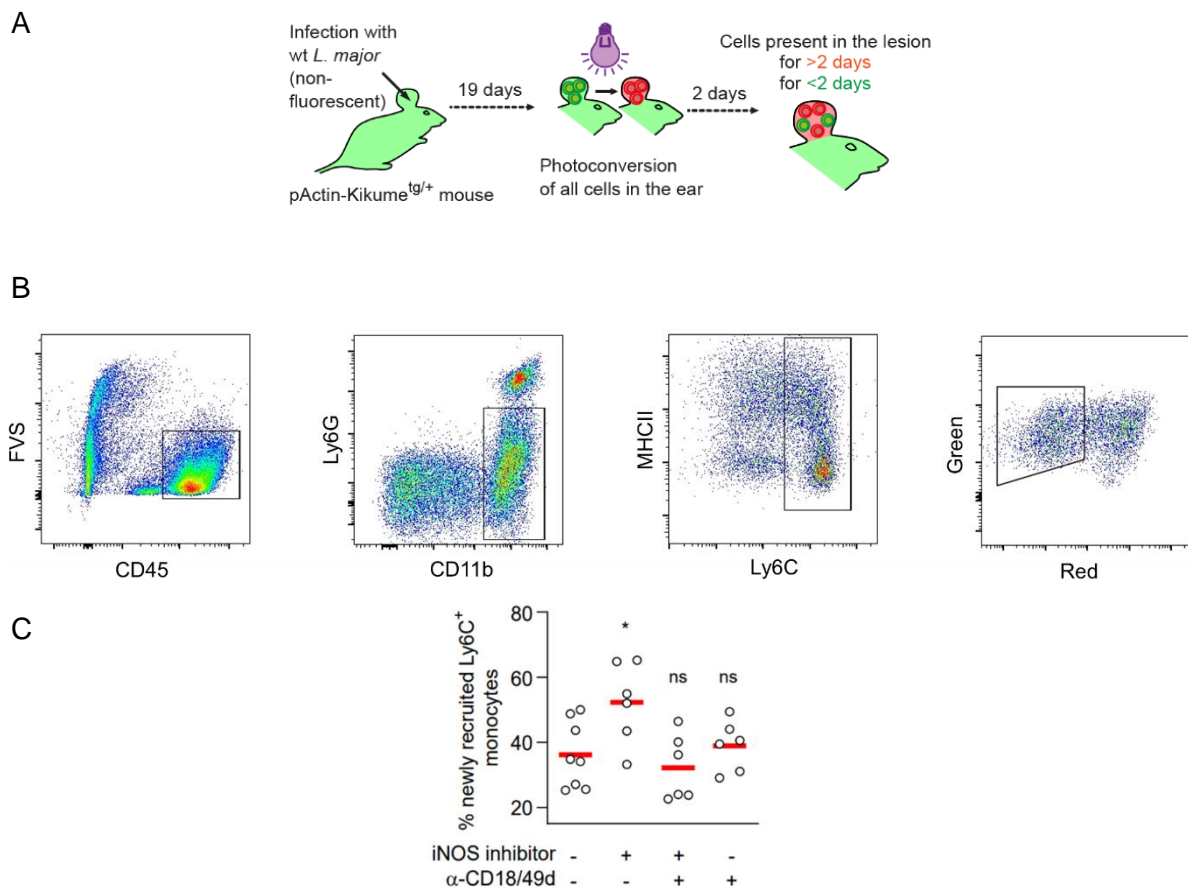 A
Infection with
wt L. major
(non-
fluorescent)
19 days
2 days
Cells present in the lesion
for >2 days
for <2 days
Photoconversion
of all cells in the ear
pActin-Kikume^tg/+ mouse
B
FVS
CD45
Ly6G
CD11b
MHCII
Ly6C
Green
Red
C
% newly recruited Ly6C+
monocytes
80
60
40
20
*
ns
ns
iNOS inhibitor - + + -
α-CD18/49d - - + +